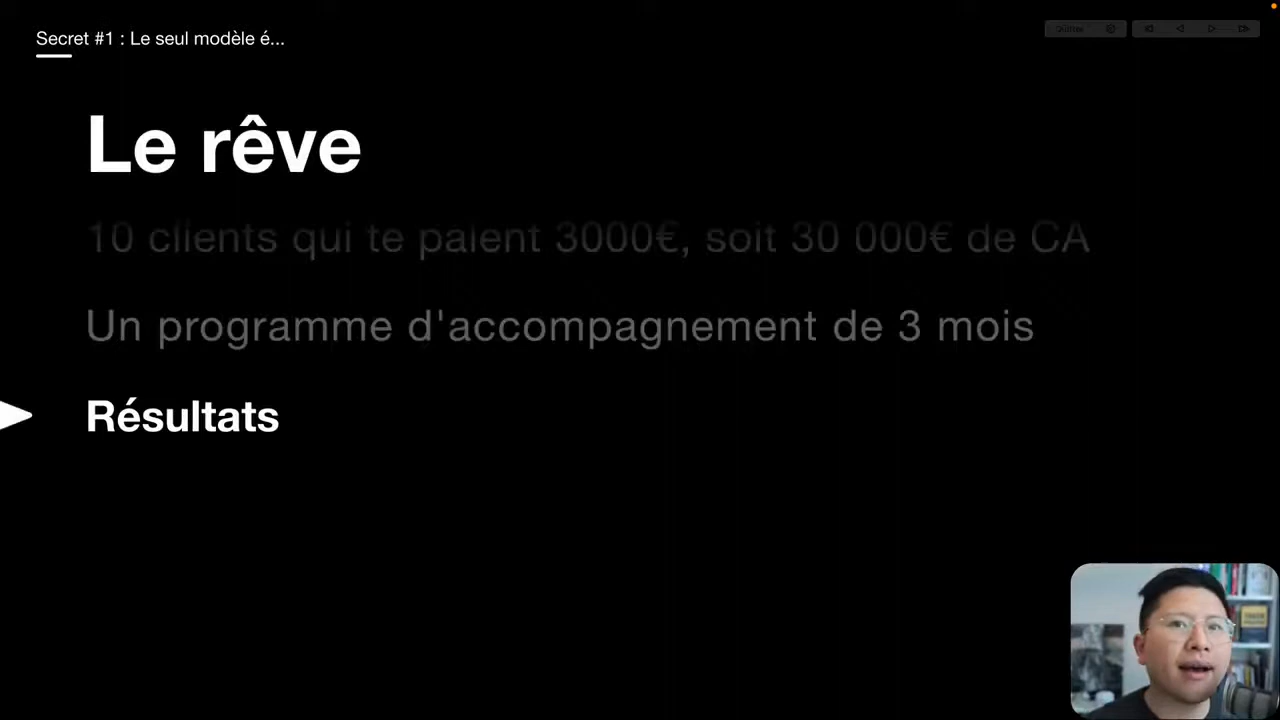 Secret #1 : Le seul modèle é...
Le rêve
10 clients qui te paient 3000€, soit 30 000€ de CA
Un programme d'accompagnement de 3 mois
Résultats